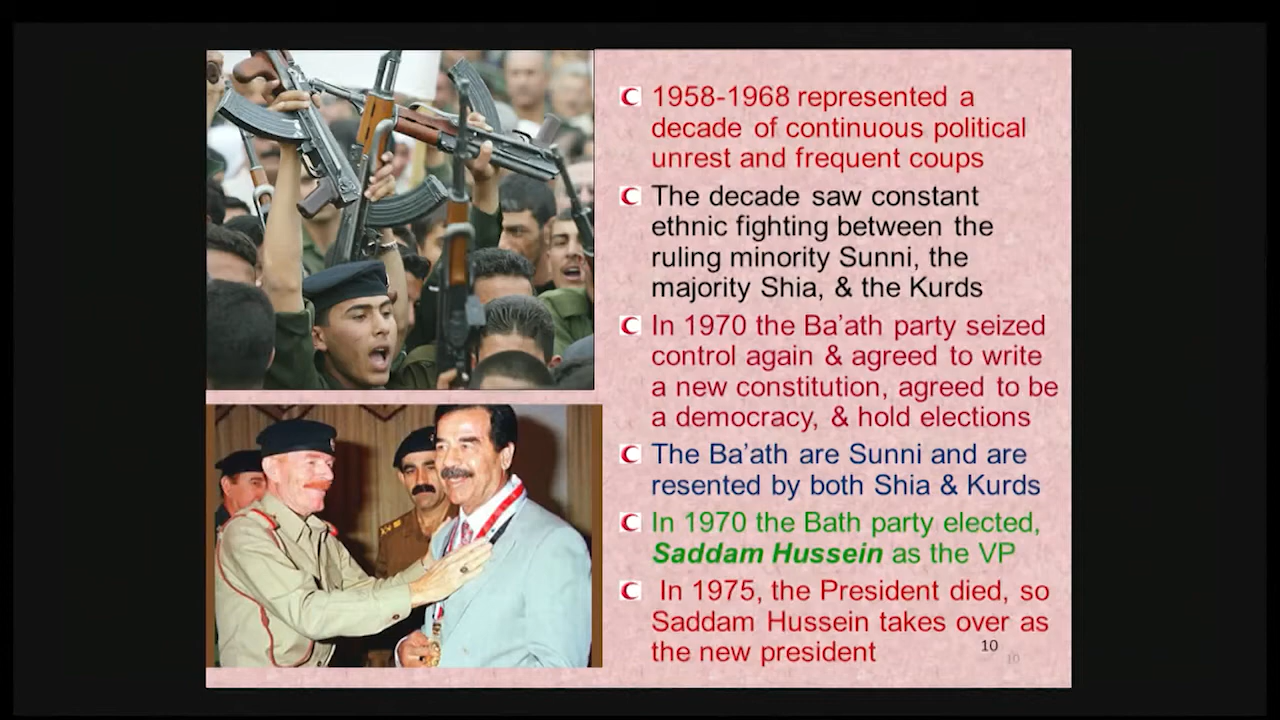 1958-1968 represented a
decade of continuous political
unrest and frequent coups
The decade saw constant
ethnic fighting between the
ruling minority Sunni, the
majority Shia, & the Kurds
In 1970 the Ba’ath party seized
control again & agreed to write
a new constitution, agreed to be
a democracy, & hold elections
The Ba’ath are Sunni and are
resented by both Shia & Kurds
In 1970 the Bath party elected,
Saddam Hussein as the VP
In 1975, the President died, so
Saddam Hussein takes over as
the new president
10
10